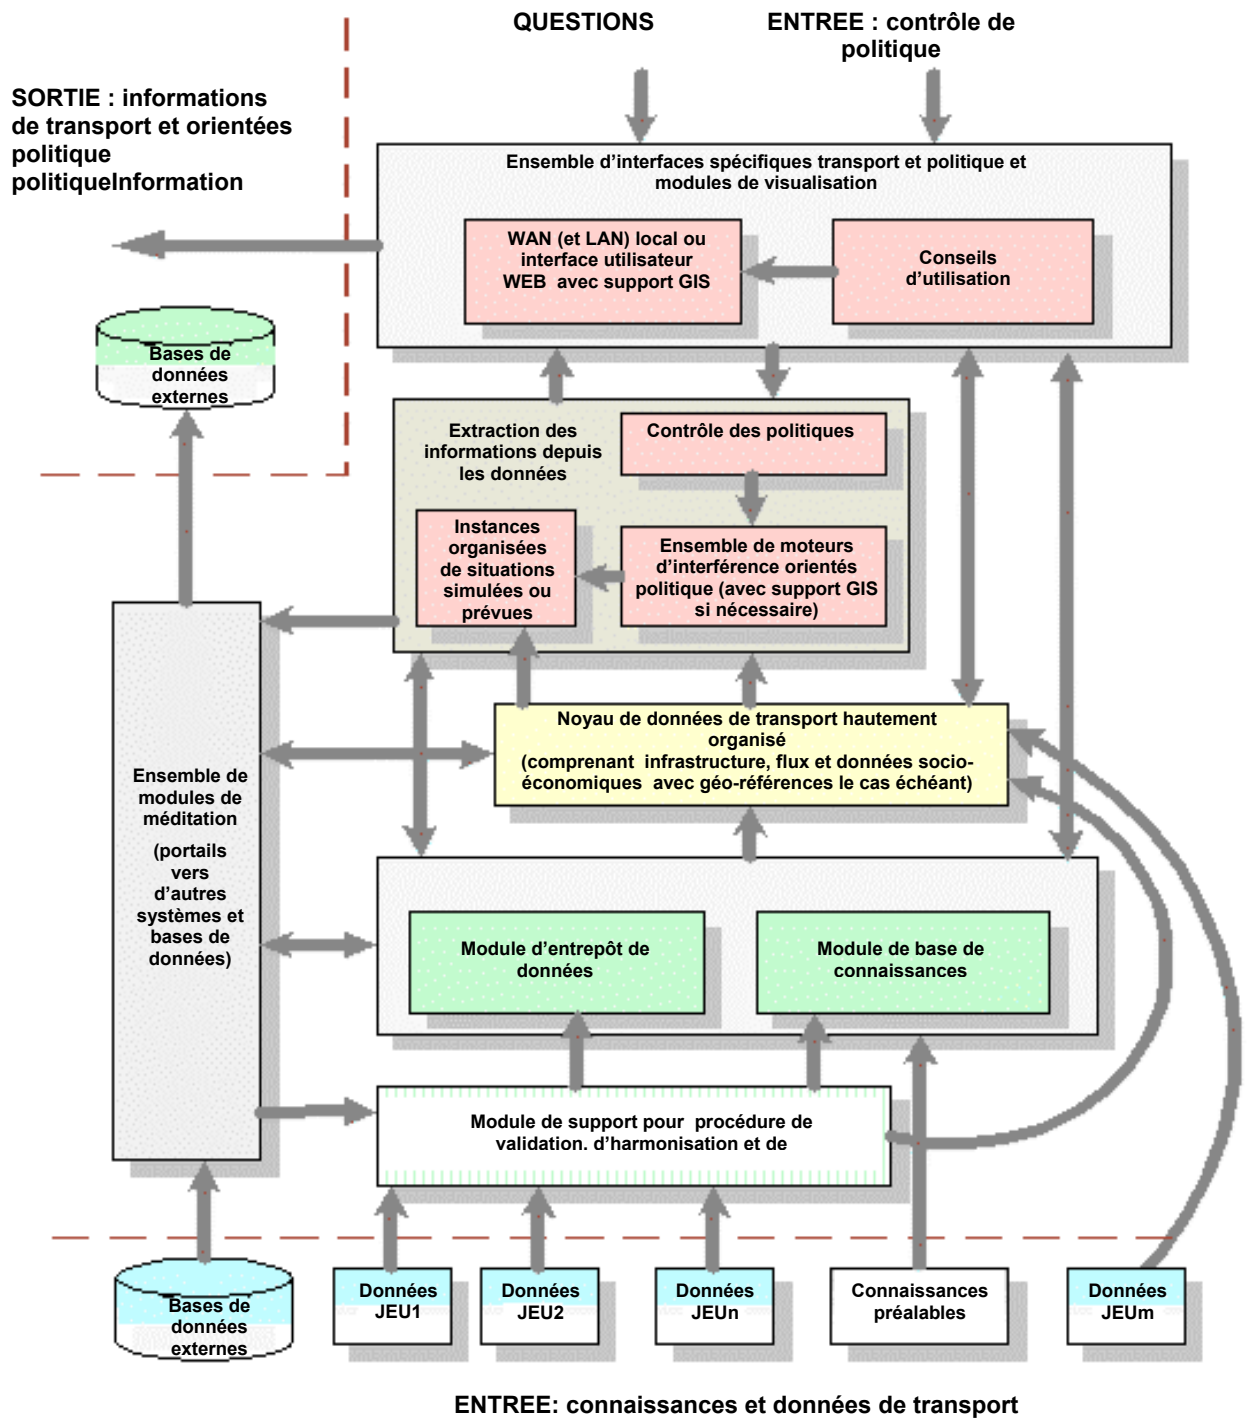 QUESTIONS
ENTREE : contrôle de
politique
SORTIE : informations
de transport et orientées
politique
politiqueInformation
Ensemble d'interfaces spécifiques transport et politique et
modules de visualisation
WAN (et LAN) local ou
interface utilisateur
WEB avec support GIS
Conseils
d'utilisation
Bases de
données
externes
Extraction des
informations depuis
les données
Contrôle des politiques
Instances
organisées
de situations
simulées ou
prévues
Ensemble de moteurs
d'interférence orientés
politique (avec support GIS
si nécessaire)
Noyau de données de transport hautement
organisé
(comprenant infrastructure, flux et données socio-
économiques avec géo-références le cas échéant)
Ensemble de
modules de
méditation
(portails
vers
d'autres
systèmes et
bases de
données)
Module d'entrepôt de
données
Module de base de
connaissances
Module de support pour procédure de
validation. d'harmonisation et de
Bases de
données
externes
Données
JEU1
Données
JEU2
Données
JEUn
Connaissances
préalables
Données
JEUm
ENTREE: connaissances et données de transport